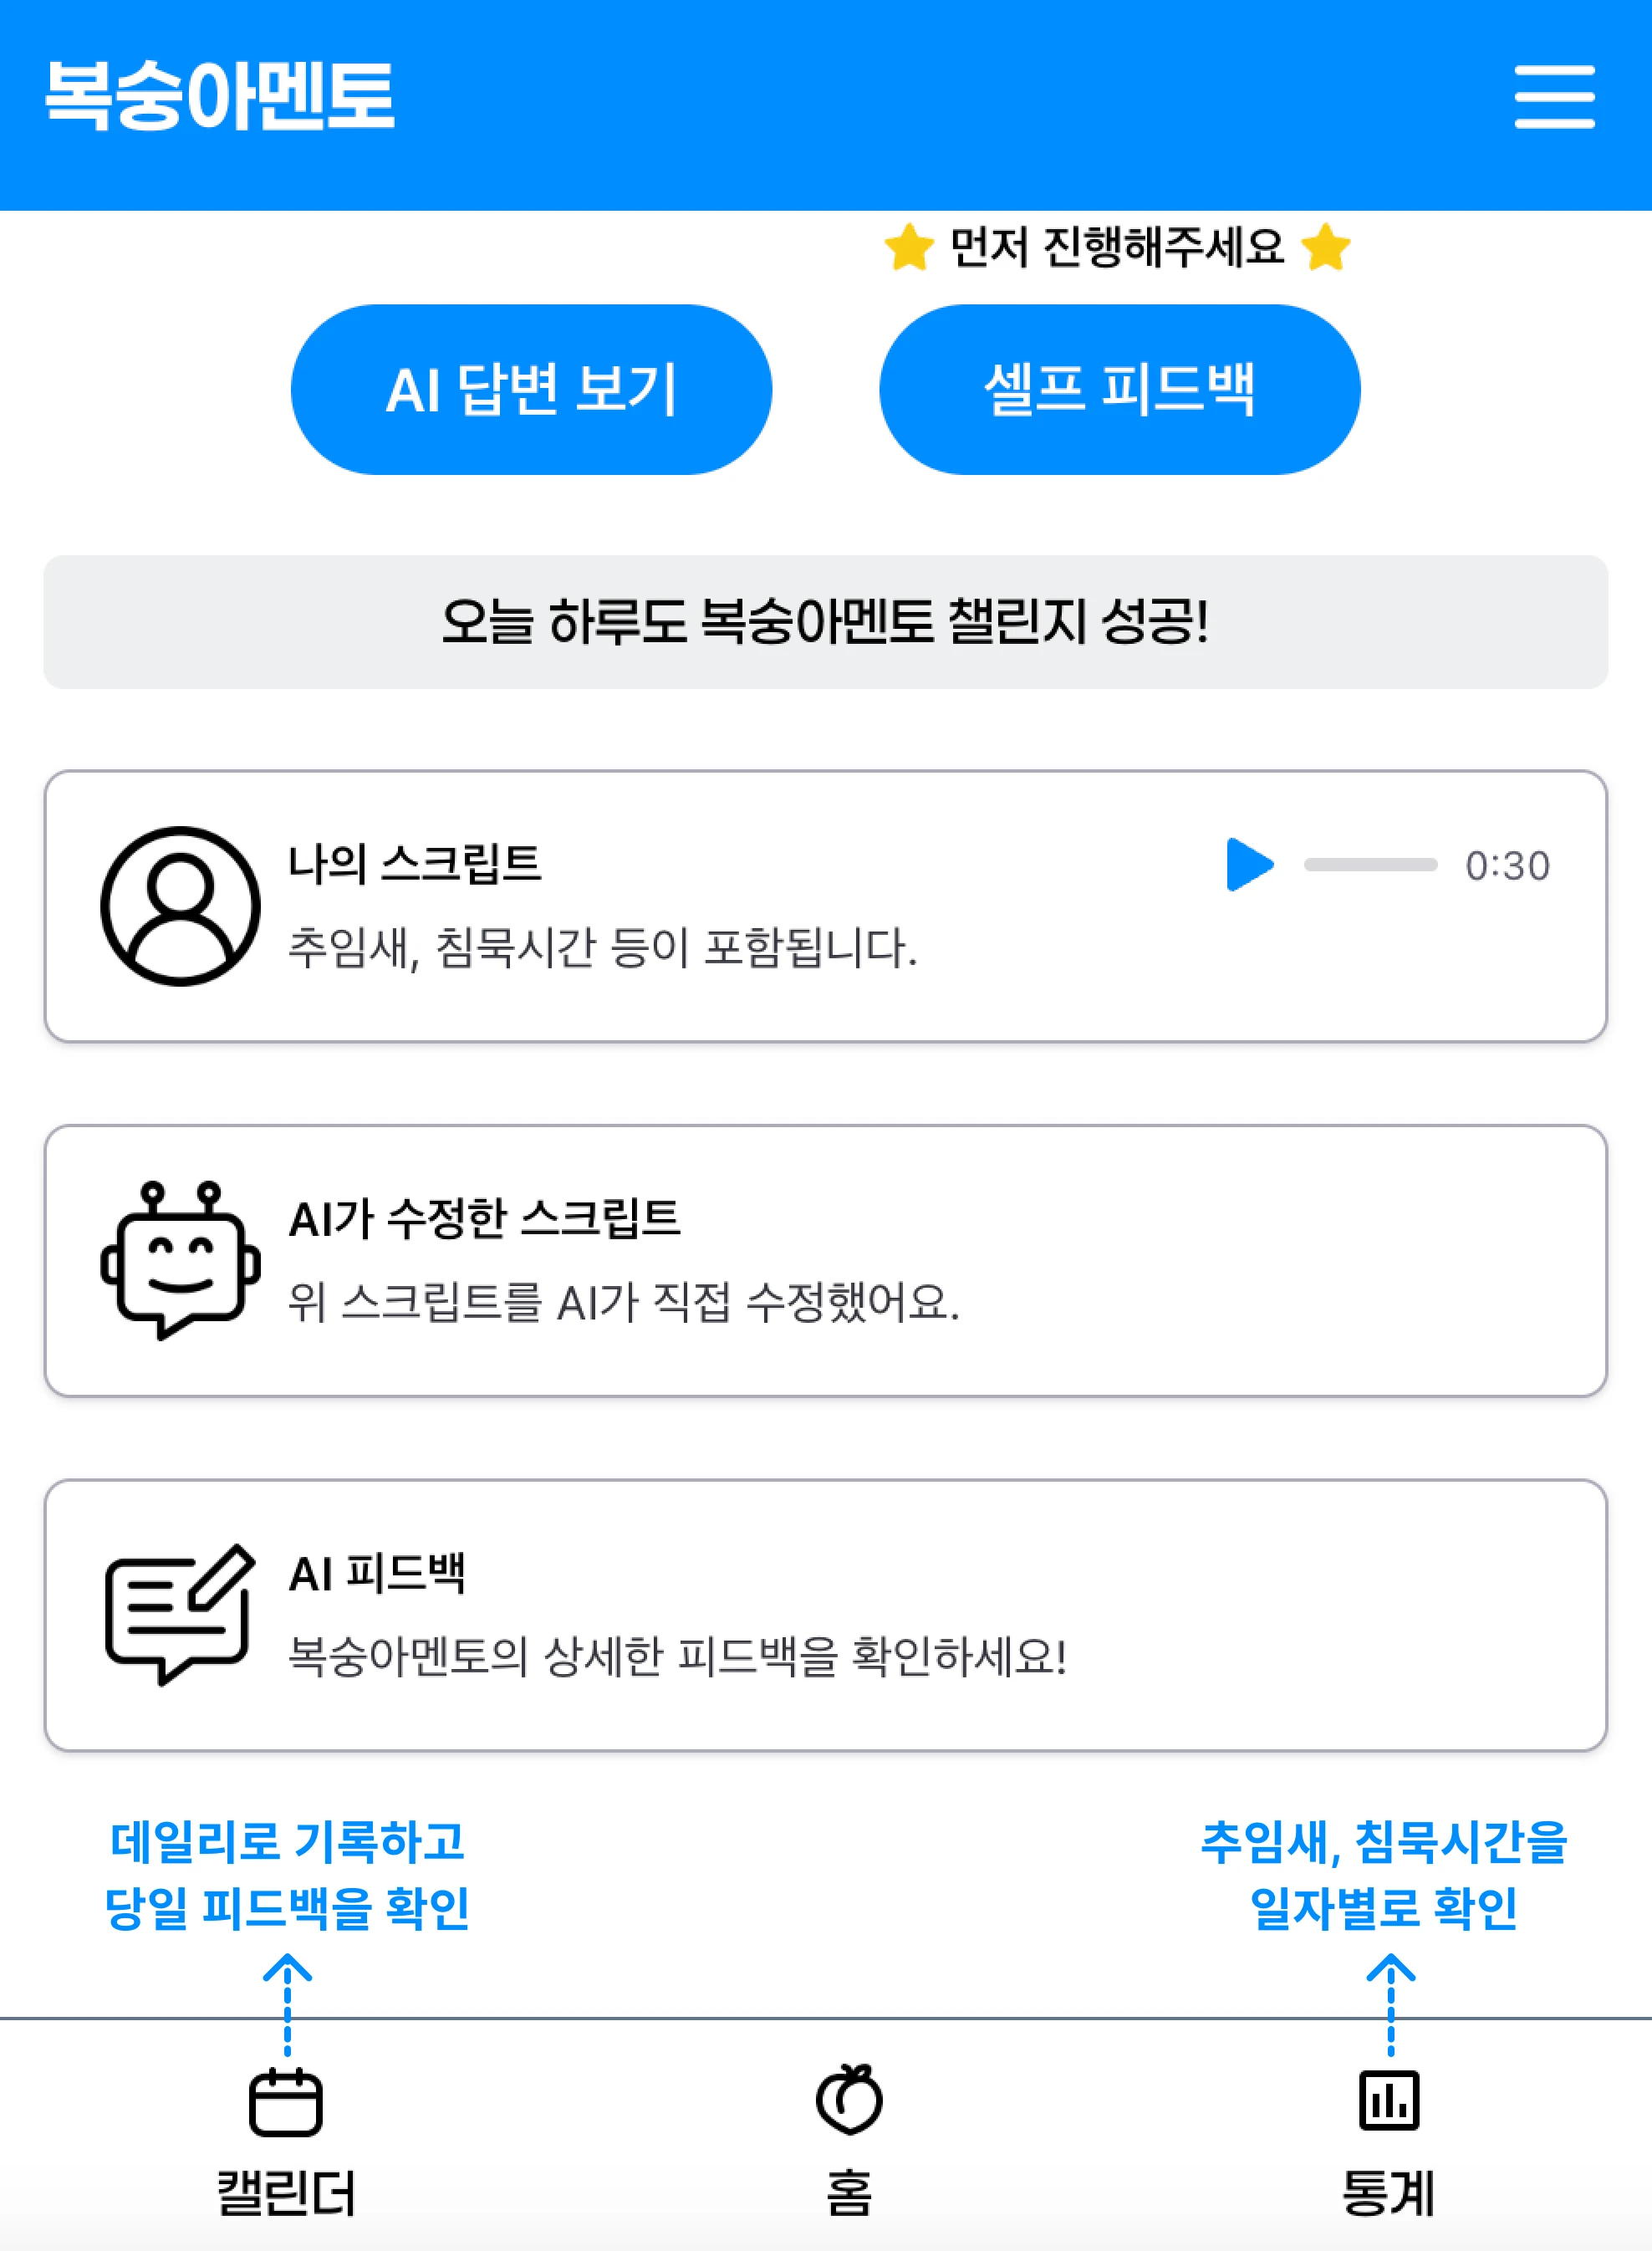 복숭아멘토
⭐ 먼저 진행해주세요 ⭐
AI 답변 보기
셀프 피드백
오늘 하루도 복숭아멘토 챌린지 성공!
나의 스크립트
0:30
추임새, 침묵시간 등이 포함됩니다.
AI가 수정한 스크립트
위 스크립트를 AI가 직접 수정했어요.
AI 피드백
복숭아멘토의 상세한 피드백을 확인하세요!
데일리로 기록하고
당일 피드백을 확인
추임새, 침묵시간을
일자별로 확인
캘린더
홈
통계